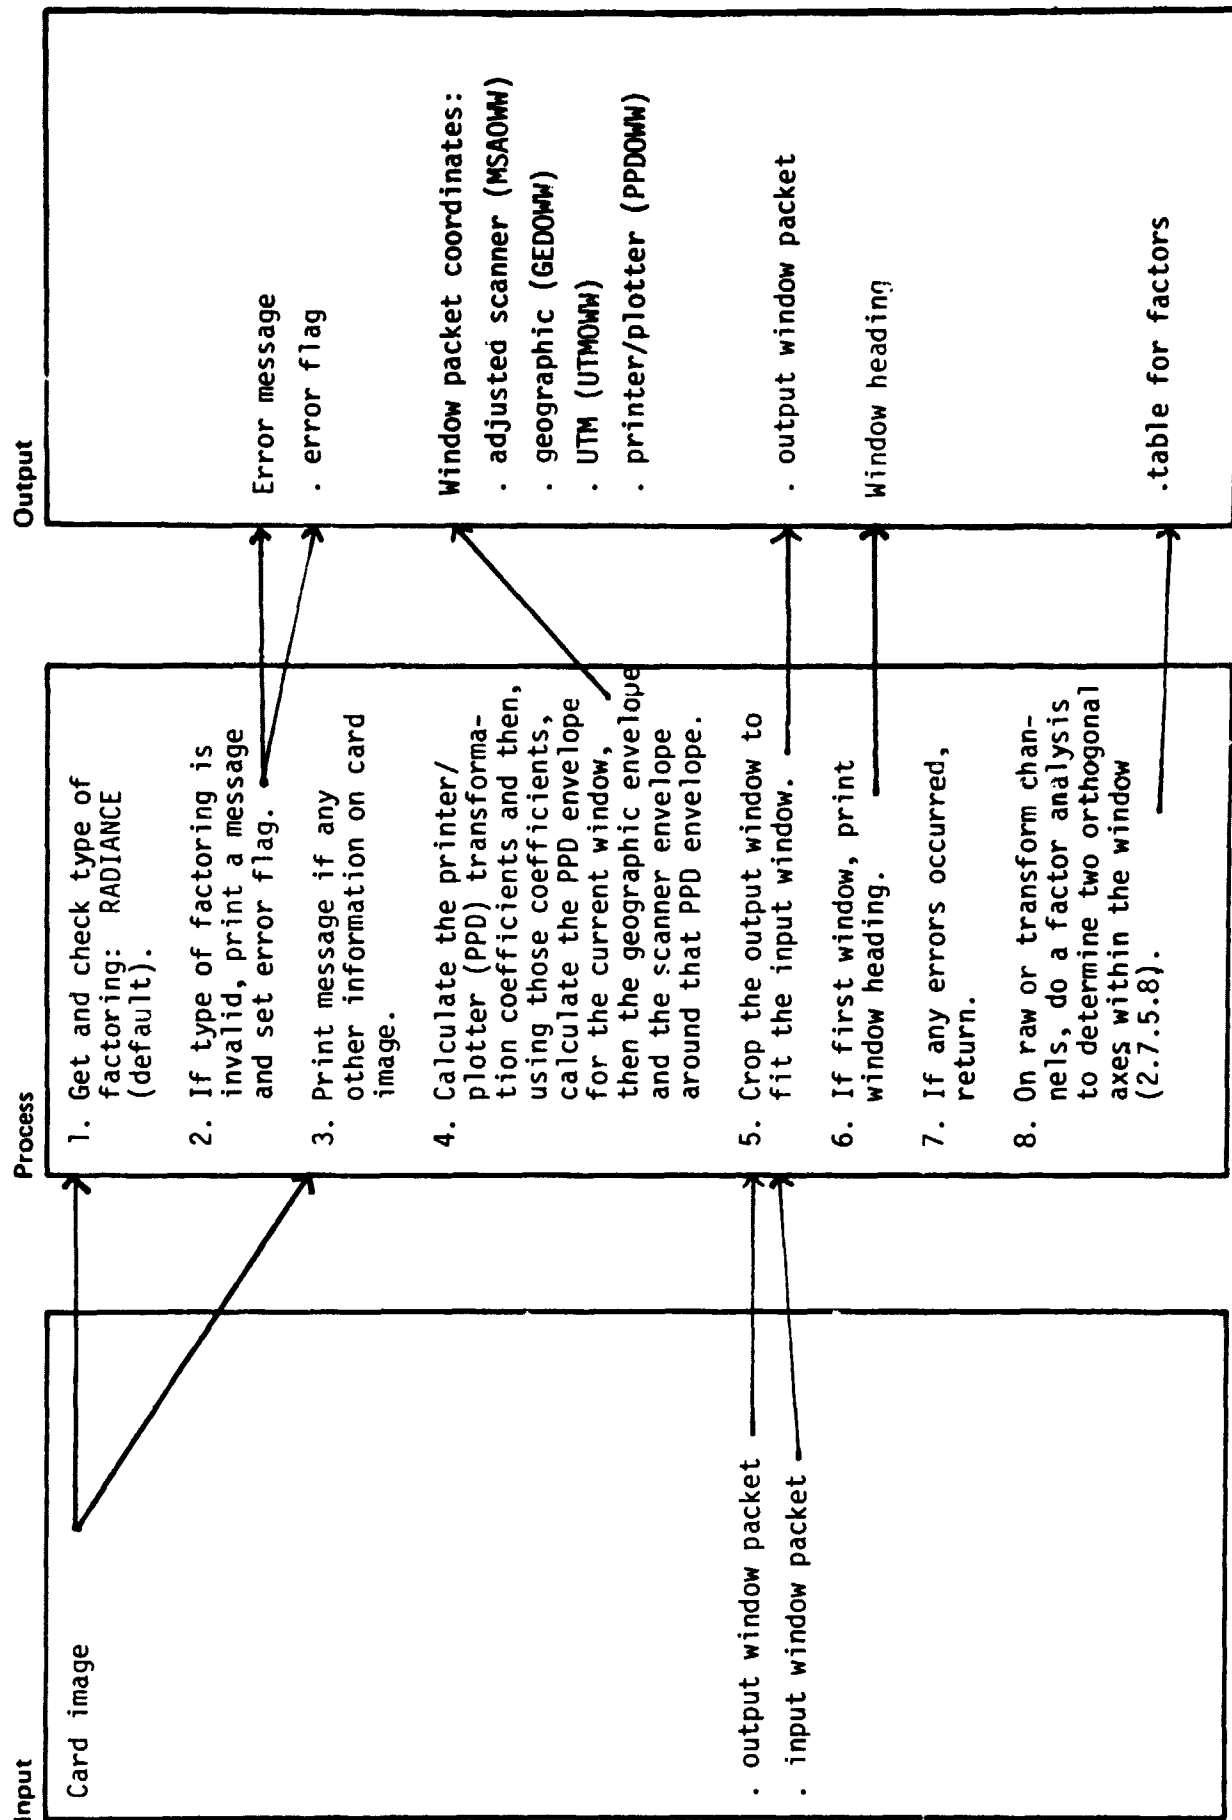 Input
Card image
. output window packet
. input window packet
Process
1. Get and check type of
factoring: RADIANCE
(default).
2. If type of factoring is
invalid, print a message
and set error flag.
3. Print message if any
other information on card
image.
4. Calculate the printer/
plotter (PPD) transforma-
tion coefficients and then,
using those coefficients,
calculate the PPD envelope
for the current window,
then the geographic envelope
and the scanner envelope
around that PPD envelope.
5. Crop the output window to
fit the input window.
6. If first window, print
window heading.
7. If any errors occurred,
return.
8. On raw or transform chan-
nels, do a factor analysis
to determine two orthogonal
axes within the window
(2.7.5.8).
Output
Error message
. error flag
Window packet coordinates:
. adjusted scanner (MSAOWW)
. geographic (GEDOWW)
. UTM (UTMOWW)
. printer/plotter (PPDOWW)
. output window packet
Window heading
.table for factors